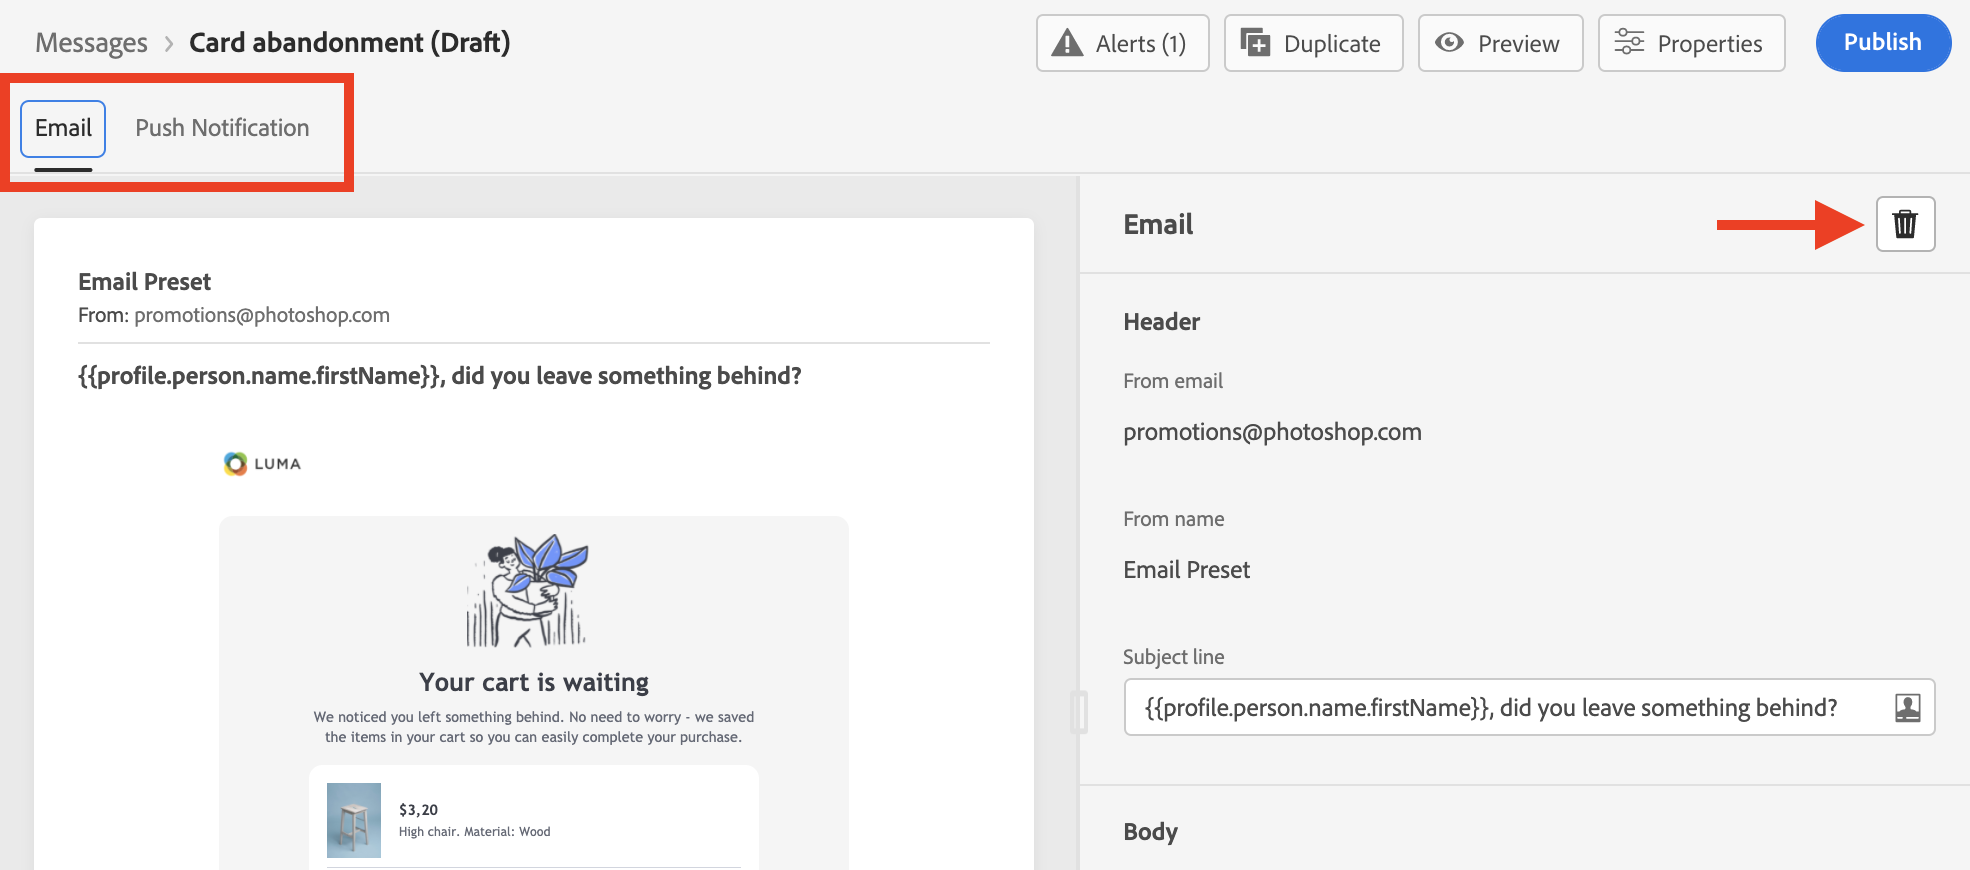 Messages > Card abandonment (Draft)
Alerts (1)
Duplicate
Preview
Properties
Publish
Email
Push Notification
Email Preset
From: promotions@photoshop.com
{{profile.person.name.firstName}}, did you leave something behind?
LUMA
Your cart is waiting
We noticed you left something behind. No need to worry - we saved
the items in your cart so you can easily complete your purchase.
$3,20
High chair. Material: Wood
Email
Header
From email
promotions@photoshop.com
From name
Email Preset
Subject line
{{profile.person.name.firstName}}, did you leave something behind?
Body